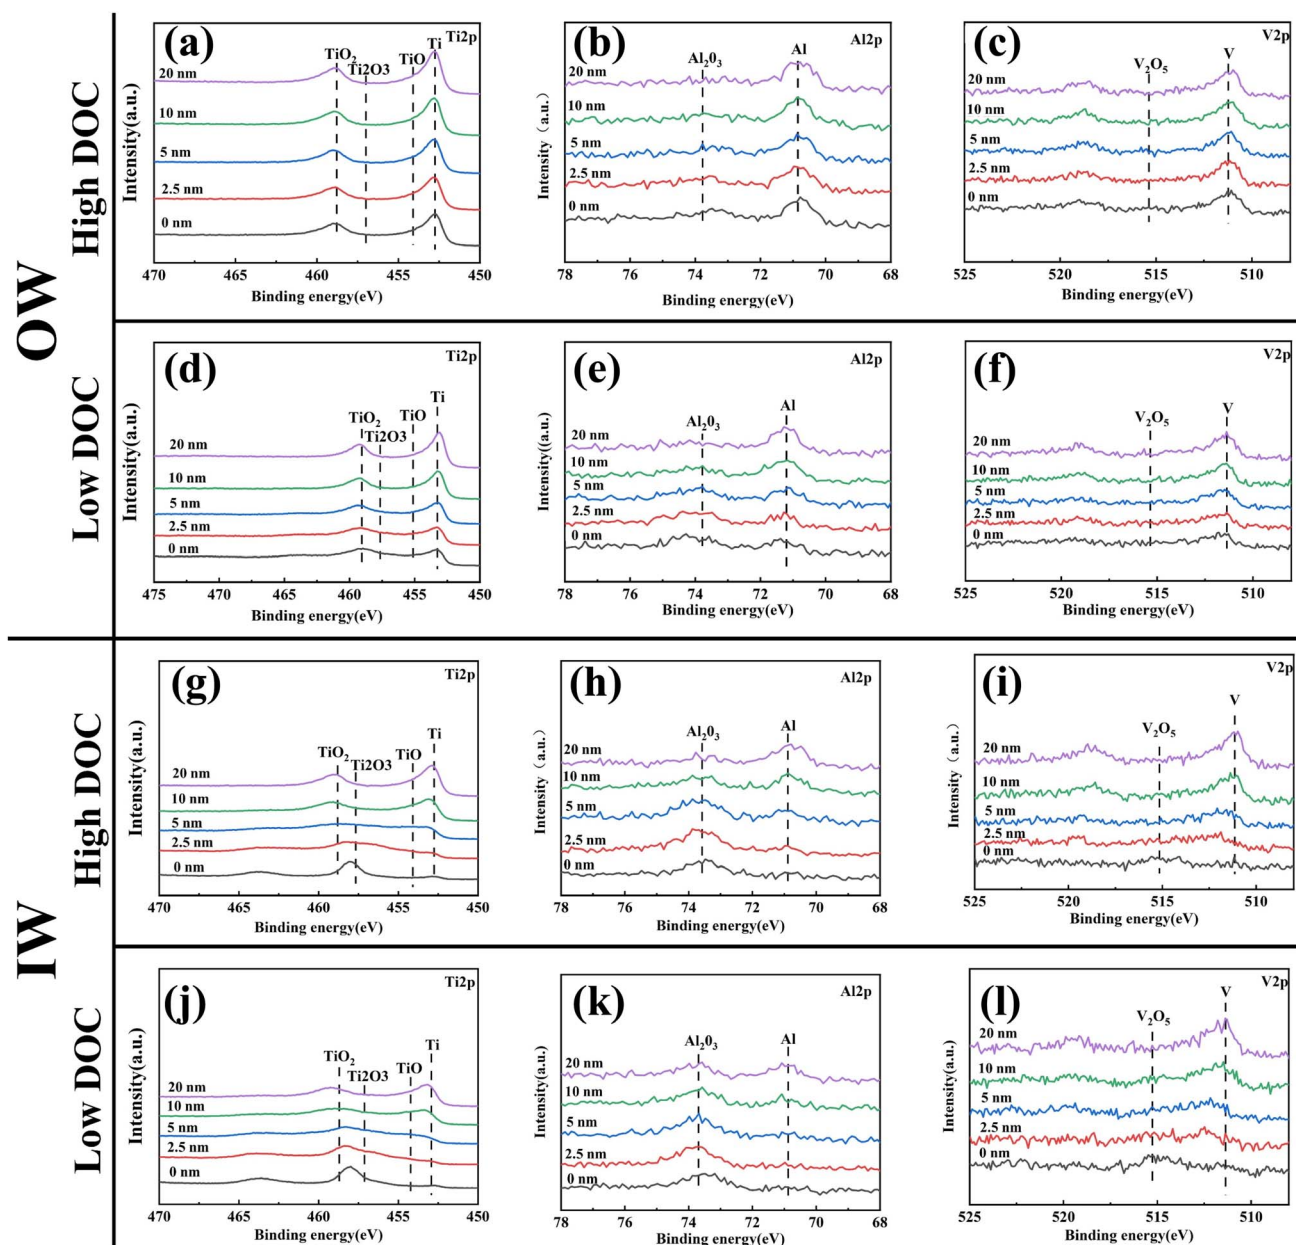 OW
High DOC
(a)
Ti2p
TiO₂
Ti2O3
TiO
Ti
20 nm
10 nm
5 nm
2.5 nm
0 nm
Intensity(a.u.)
470 465 460 455 450
Binding energy(eV)
(b)
Al2p
Al₂0₃
Al
20 nm
10 nm
5 nm
2.5 nm
0 nm
Intensity（a.u.）
78 76 74 72 70 68
Binding energy(eV)
(c)
V2p
V₂O₅
V
20 nm
10 nm
5 nm
2.5 nm
0 nm
525 520 515 510
Binding energy(eV)
Low DOC
(d)
Ti2p
TiO₂
Ti2O3
TiO
Ti
20 nm
10 nm
5 nm
2.5 nm
0 nm
Intensity(a.u.)
475 470 465 460 455 450
Binding energy(eV)
(e)
Al2p
Al₂0₃
Al
20 nm
10 nm
5 nm
2.5 nm
0 nm
Intensity((a.u.)
78 76 74 72 70 68
Binding energy(eV)
(f)
V2p
V₂O₅
V
20 nm
10 nm
5 nm
2.5 nm
0 nm
525 520 515 510
Binding energy(eV)
IW
High DOC
(g)
Ti2p
TiO₂
Ti2O3
TiO
Ti
20 nm
10 nm
5 nm
2.5 nm
0 nm
Intensity(a.u.)
470 465 460 455 450
Binding energy(eV)
(h)
Al2p
Al₂0₃
Al
20 nm
10 nm
5 nm
2.5 nm
0 nm
Intensity（a.u.）
78 76 74 72 70 68
Binding energy(eV)
(i)
V2p
V₂O₅
V
20 nm
10 nm
5 nm
2.5 nm
0 nm
Intensity（a.u.）
525 520 515 510
Binding energy(eV)
Low DOC
(j)
Ti2p
TiO₂
Ti2O3
TiO
Ti
20 nm
10 nm
5 nm
2.5 nm
0 nm
Intensity(a.u.)
470 465 460 455 450
Binding energy(eV)
(k)
Al2p
Al₂0₃
Al
20 nm
10 nm
5 nm
2.5 nm
0 nm
Intensity(a.u.)
78 76 74 72 70 68
Binding energy(eV)
(l)
V2p
V₂O₅
V
20 nm
10 nm
5 nm
2.5 nm
0 nm
Intensity(a.u.)
525 520 515 510
Binding energy(eV)